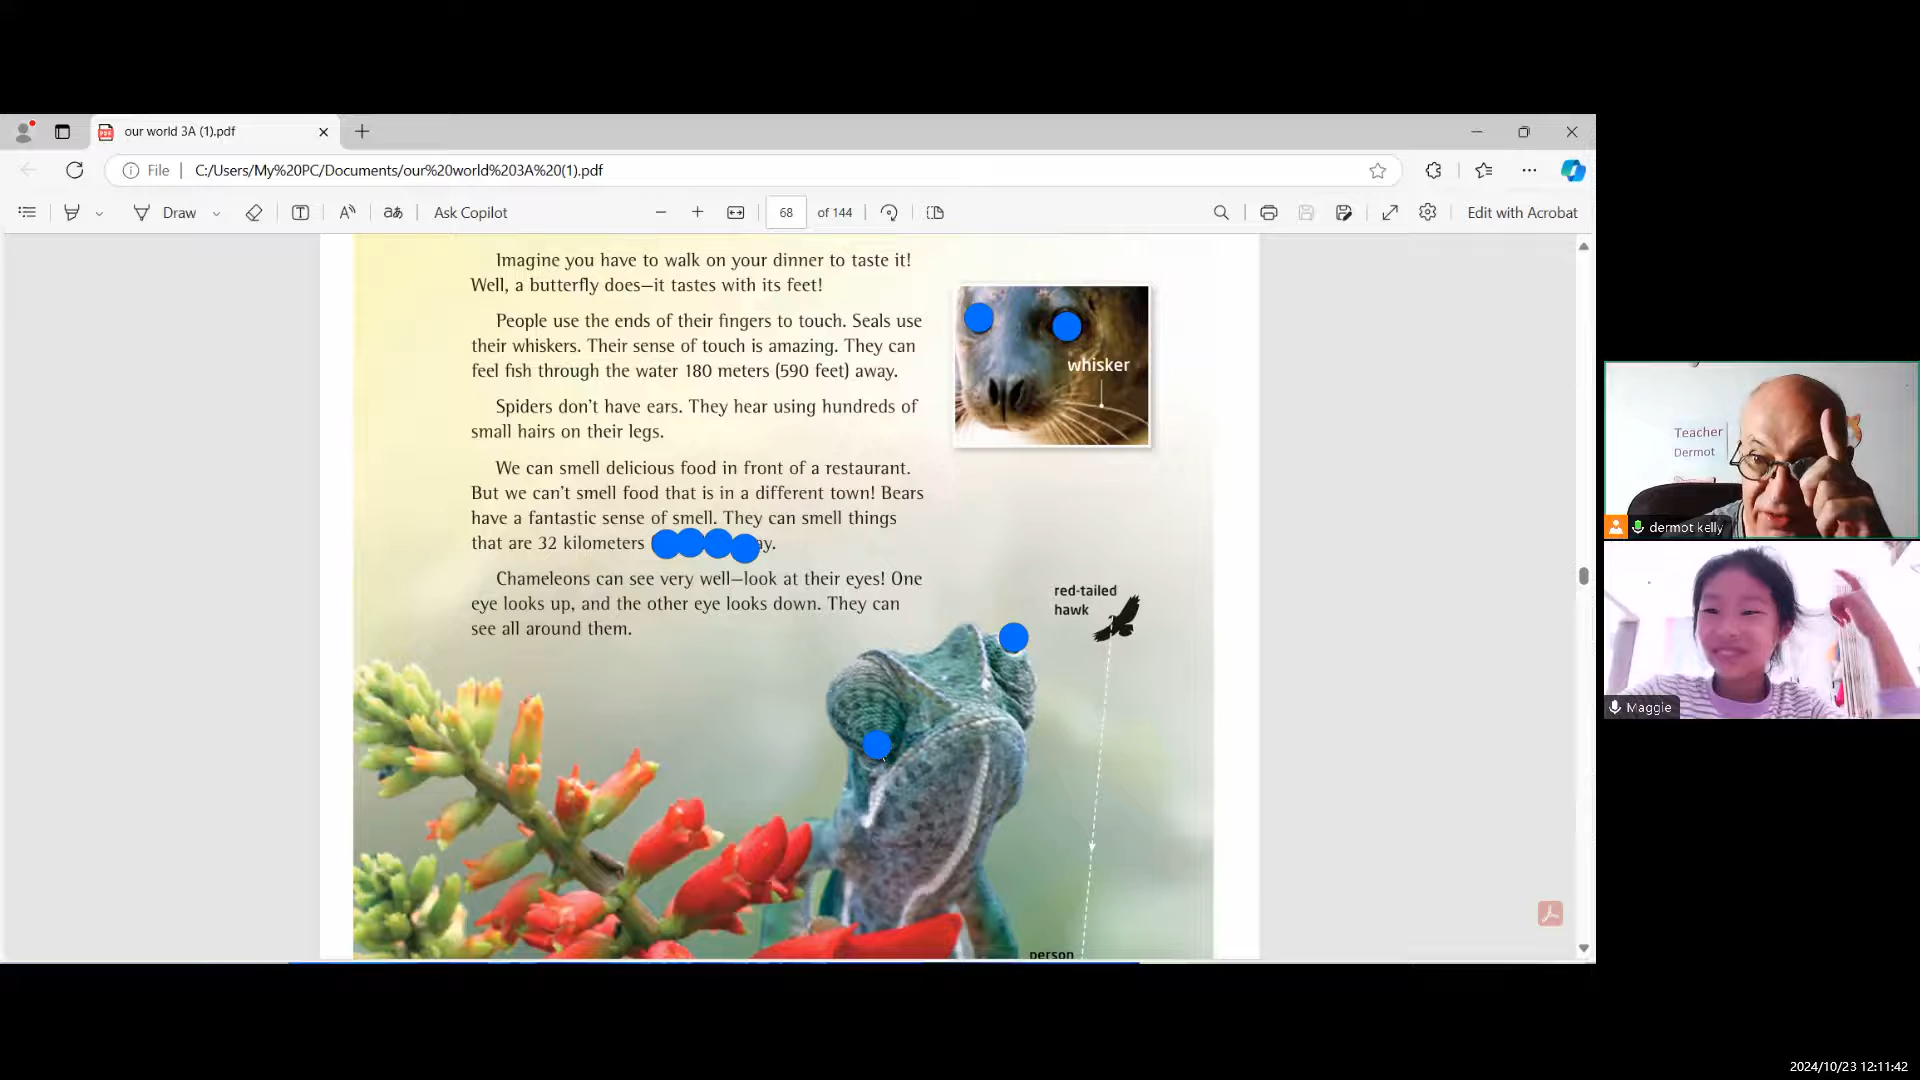 our world 3A (1).pdf
File
C:/Users/My%20PC/Documents/our%20world%203A%20(1).pdf
Draw
Ask Copilot
68 of 144
Edit with Acrobat
Imagine you have to walk on your dinner to taste it!
Well, a butterfly does—it tastes with its feet!
People use the ends of their fingers to touch. Seals use
their whiskers. Their sense of touch is amazing. They can
feel fish through the water 180 meters (590 feet) away.
Spiders don't have ears. They hear using hundreds of
small hairs on their legs.
We can smell delicious food in front of a restaurant.
But we can't smell food that is in a different town! Bears
have a fantastic sense of smell. They can smell things
that are 32 kilometers
Chameleons can see very well—look at their eyes! One
eye looks up, and the other eye looks down. They can
see all around them.
whisker
red-tailed
hawk
person
Teacher
Dermot
dermot kelly
Maggie
2024/10/23 12:11:42